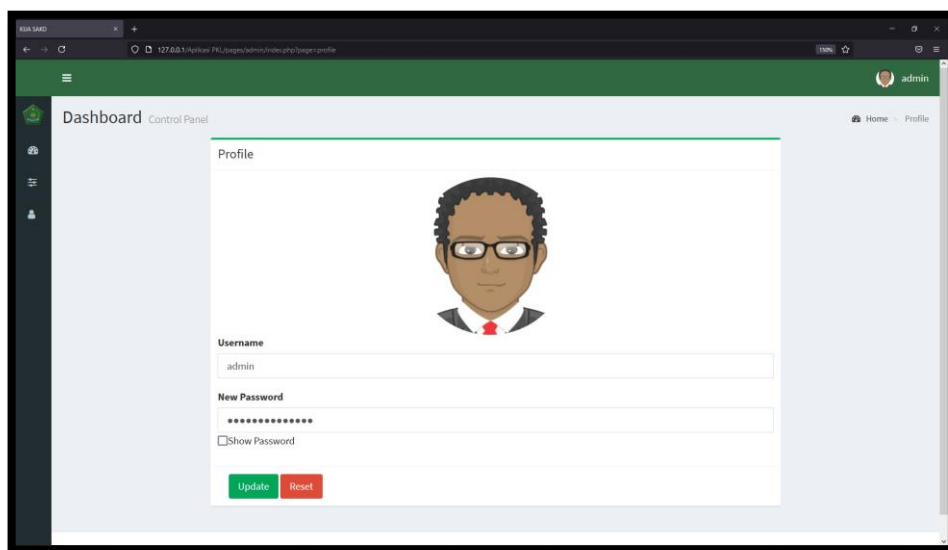 KUA SAKO
127.0.0.1/Aplikasi PKL/pages/admin/index.php?page=profile
150%
admin
Dashboard Control Panel
Home > Profile
Profile
Username
admin
New Password
Show Password
Update Reset